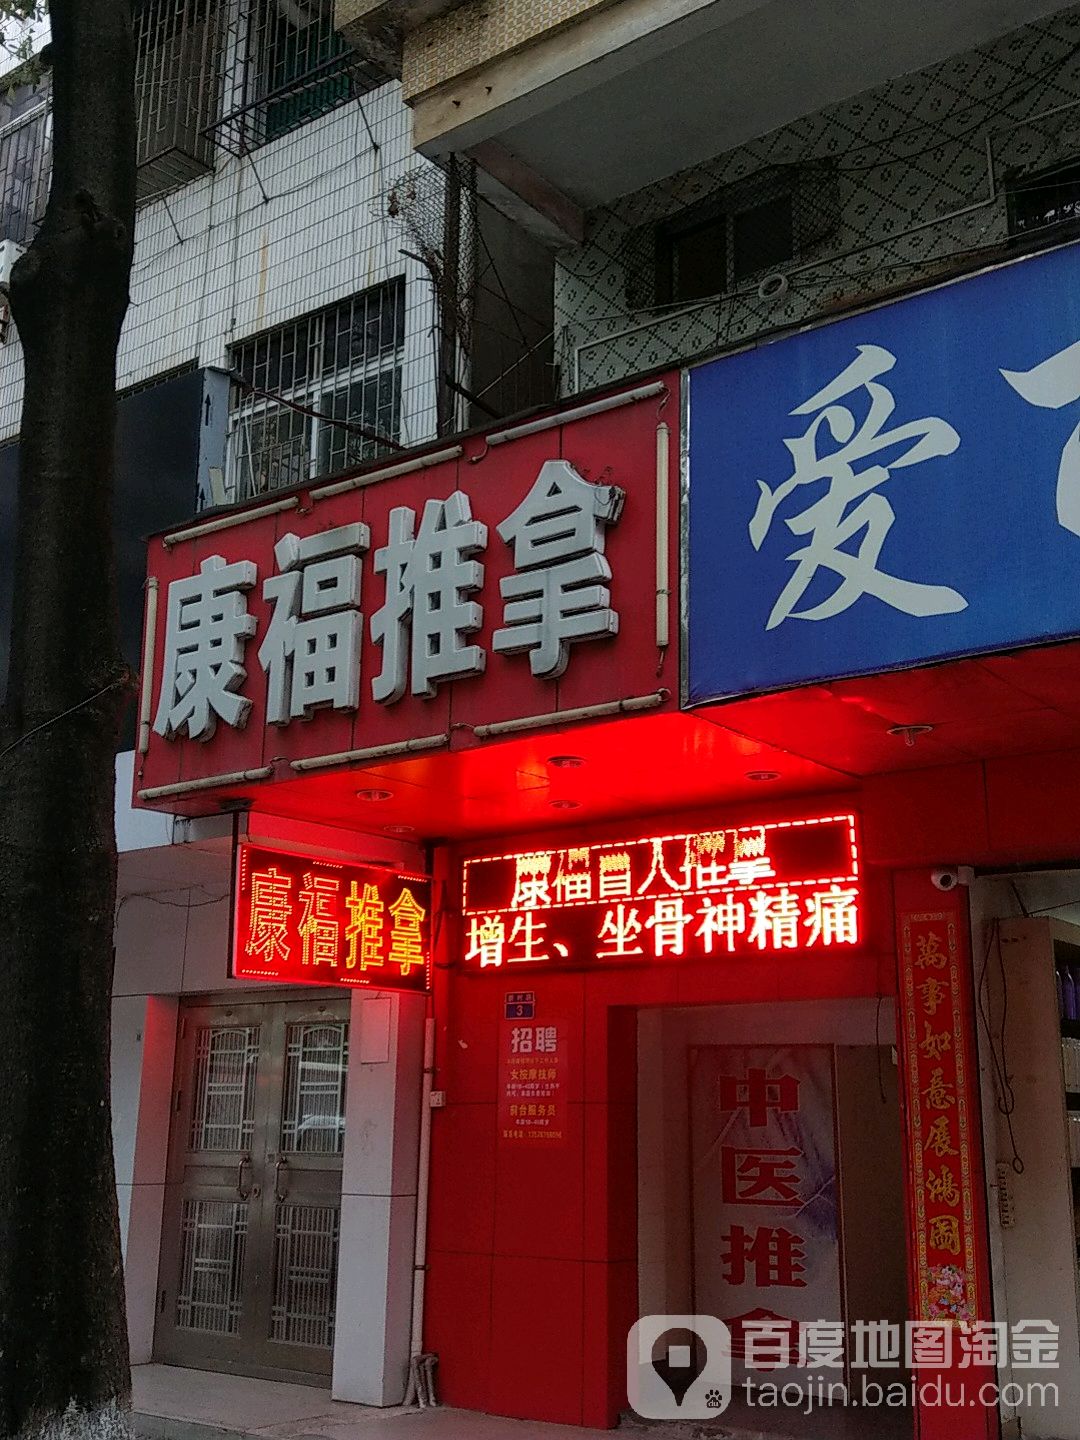 康福推拿
爱
康福推拿
康福盲人推拿
增生、坐骨神精痛
3
招聘
女按摩技师
前台服务员
萬事如意展鴻圖
中医推拿
百度地图淘金
taojin.baidu.com